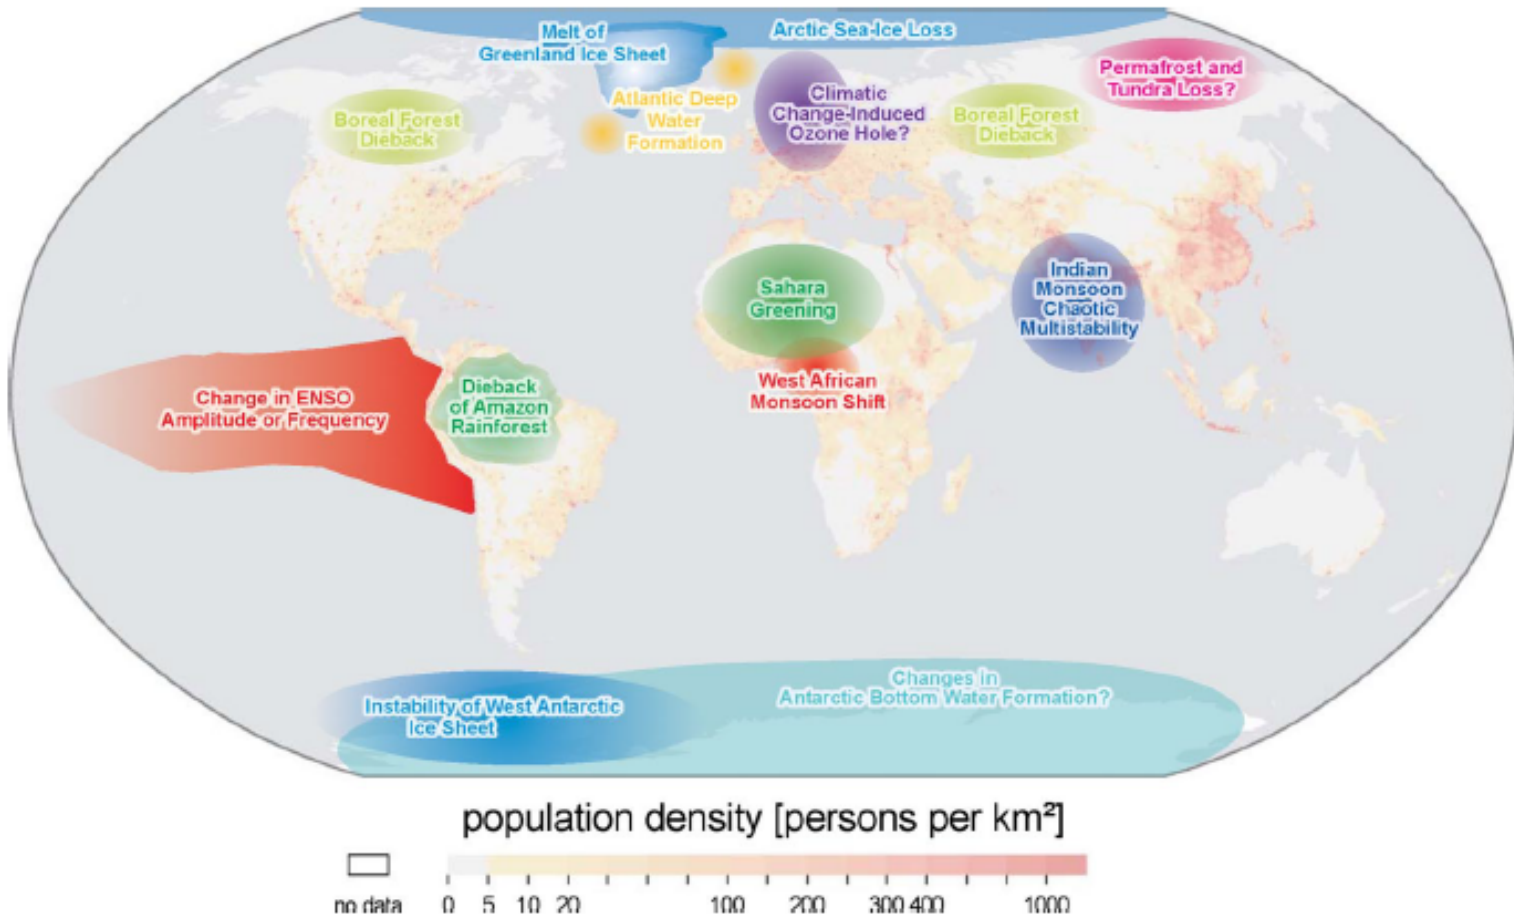 Melt of
Greenland Ice Sheet
Arctic Sea-Ice Loss
Permafrost and
Tundra Loss?
Atlantic Deep
Water
Formation
Climatic
Change-Induced
Ozone Hole?
Boreal Forest
Dieback
Boreal Forest
Dieback
Sahara
Greening
Indian
Monsoon
Chaotic
Multistability
West African
Monsoon Shift
Change in ENSO
Amplitude or Frequency
Dieback
of Amazon
Rainforest
Instability of West Antarctic
Ice Sheet
Changes in
Antarctic Bottom Water Formation?
population density [persons per km²]
no data 0 5 10 20 100 200 300 400 1000